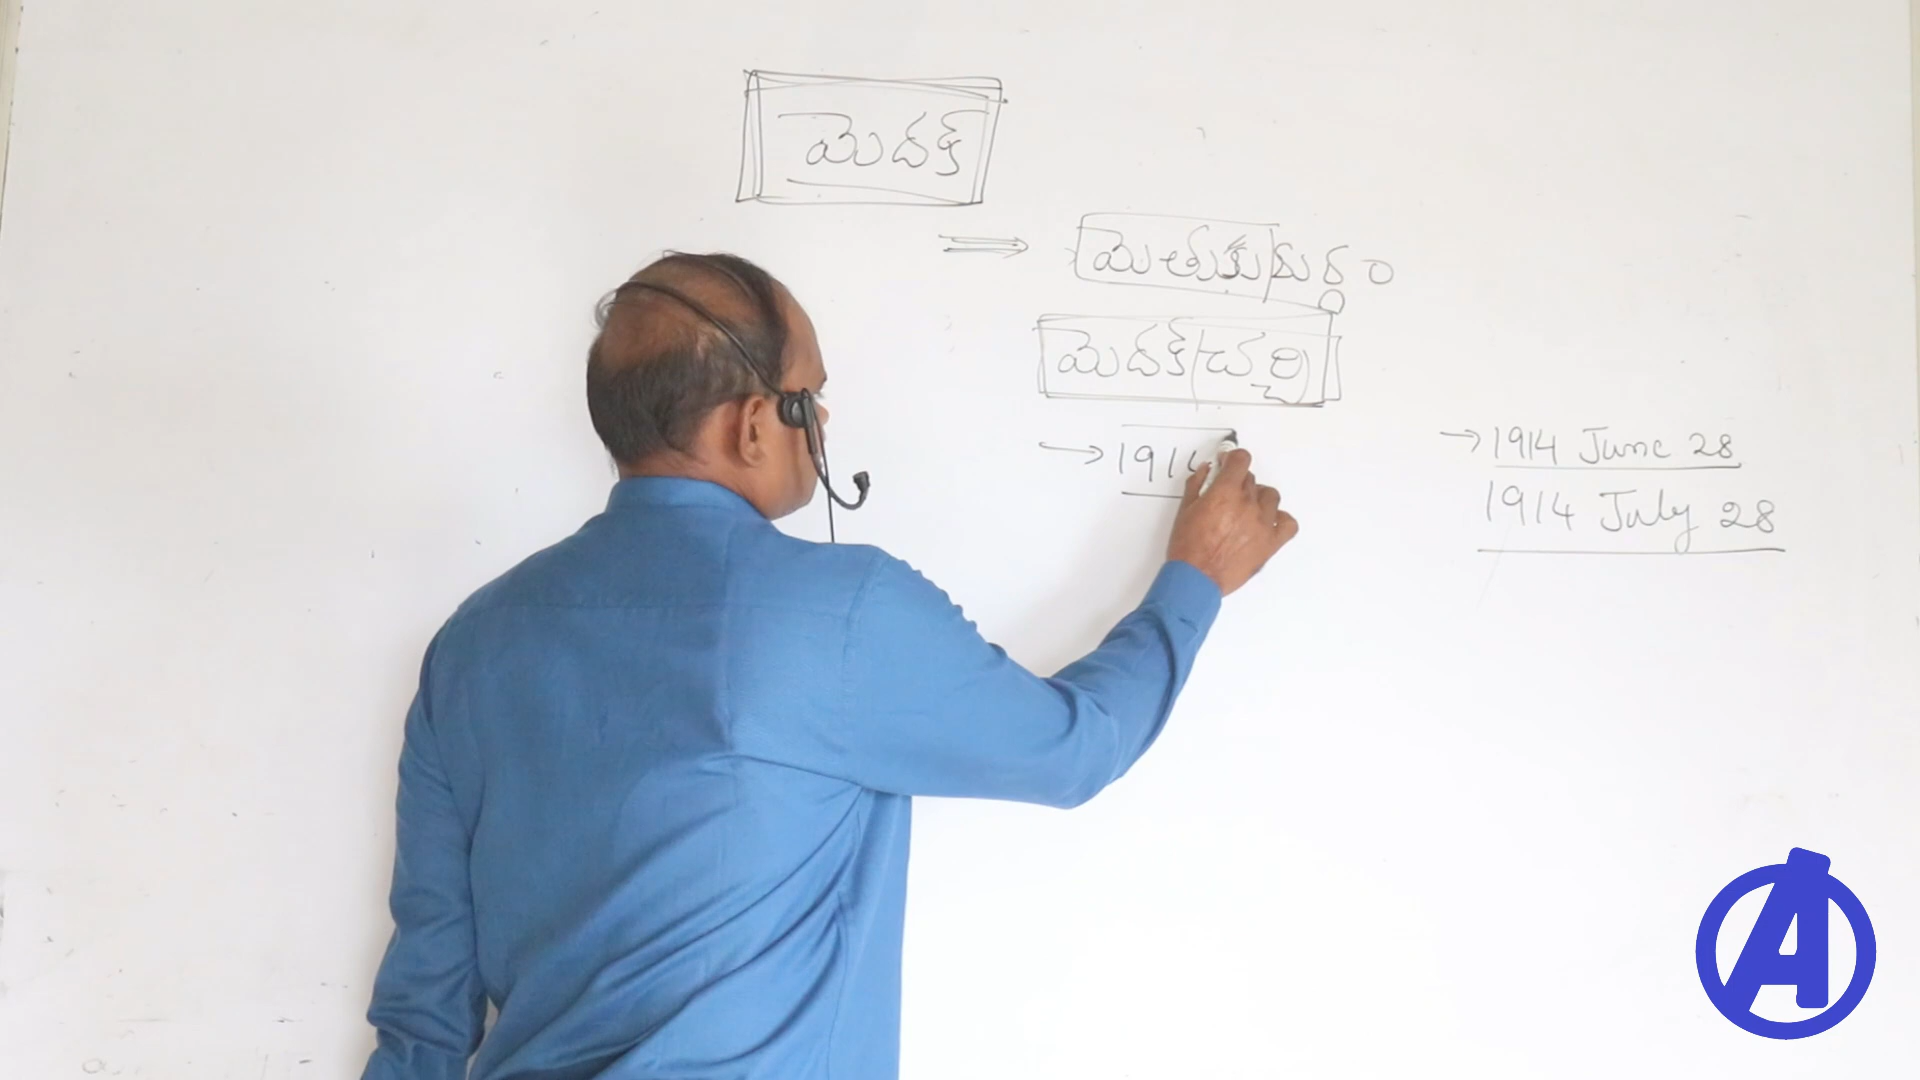 మెదక్
⇒ మెతుకుదుర్గం
మెదక్ చర్చి
→ 1914
→ 1914 June 28
1914 July 28
A